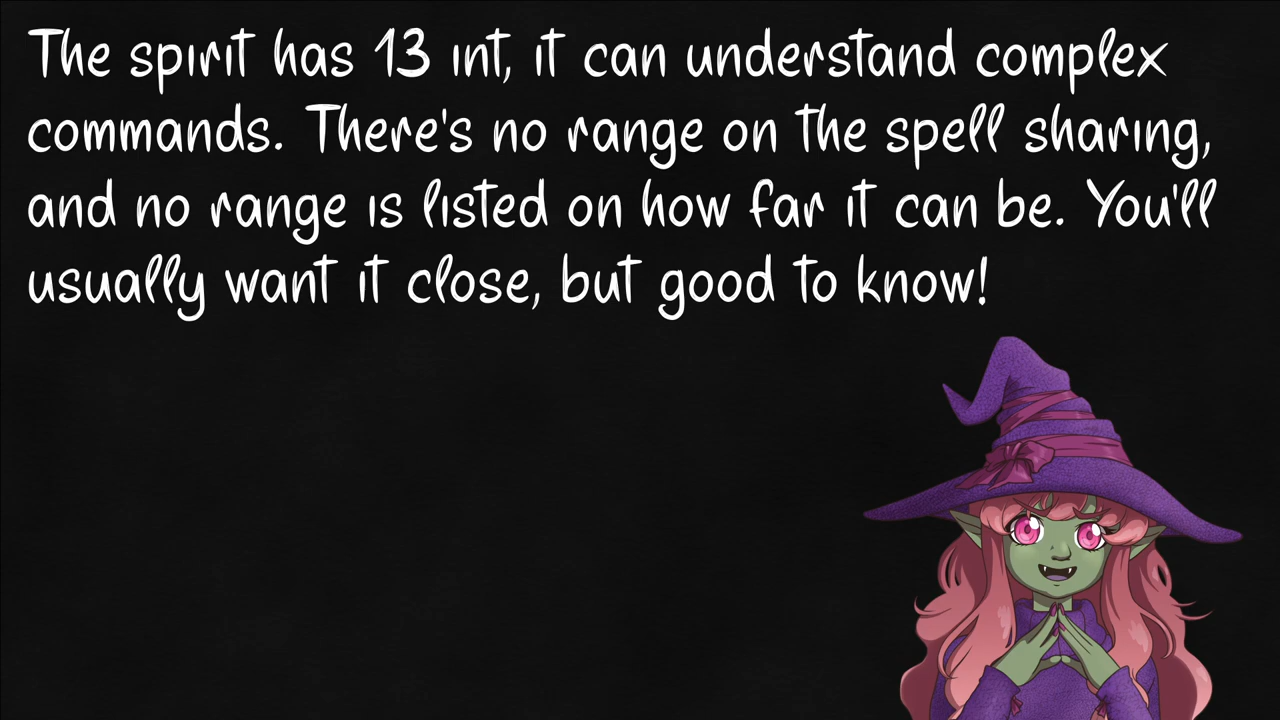 The spirit has 13 int, it can understand complex
commands. There's no range on the spell sharing,
and no range is listed on how far it can be. You'll
usually want it close, but good to know!